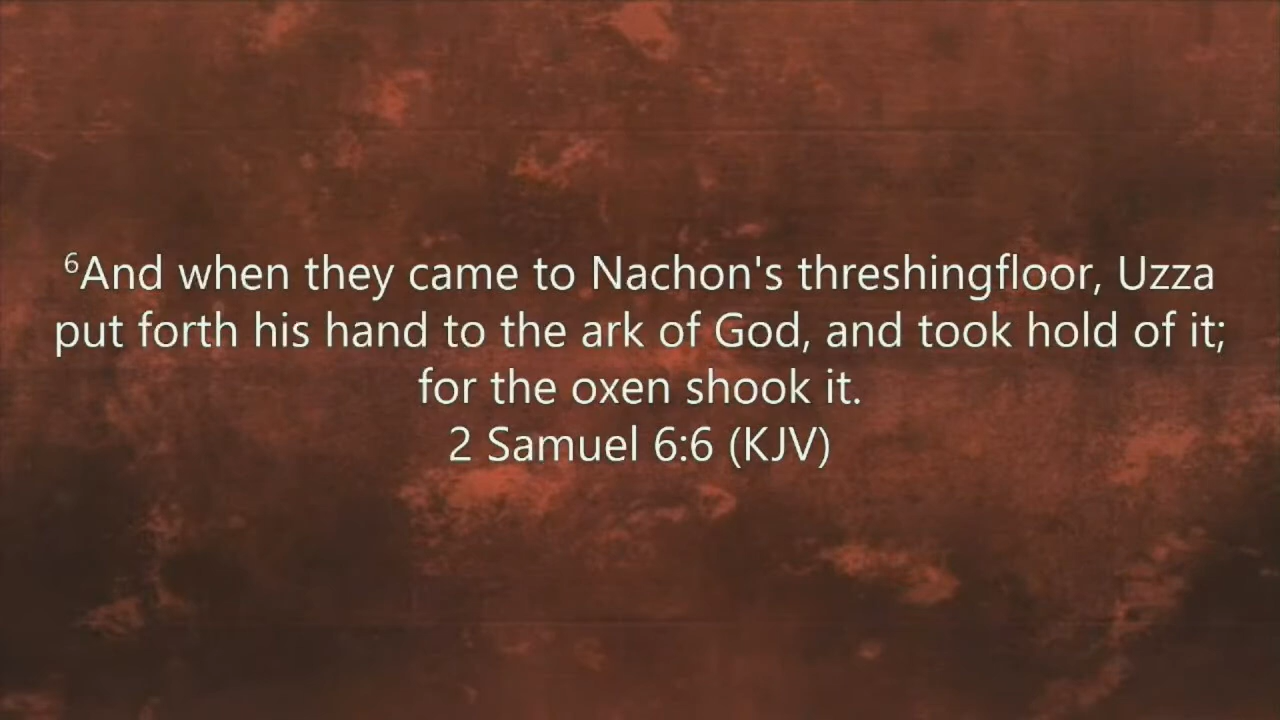 ⁶And when they came to Nachon's threshingfloor, Uzza
put forth his hand to the ark of God, and took hold of it;
for the oxen shook it.
2 Samuel 6:6 (KJV)